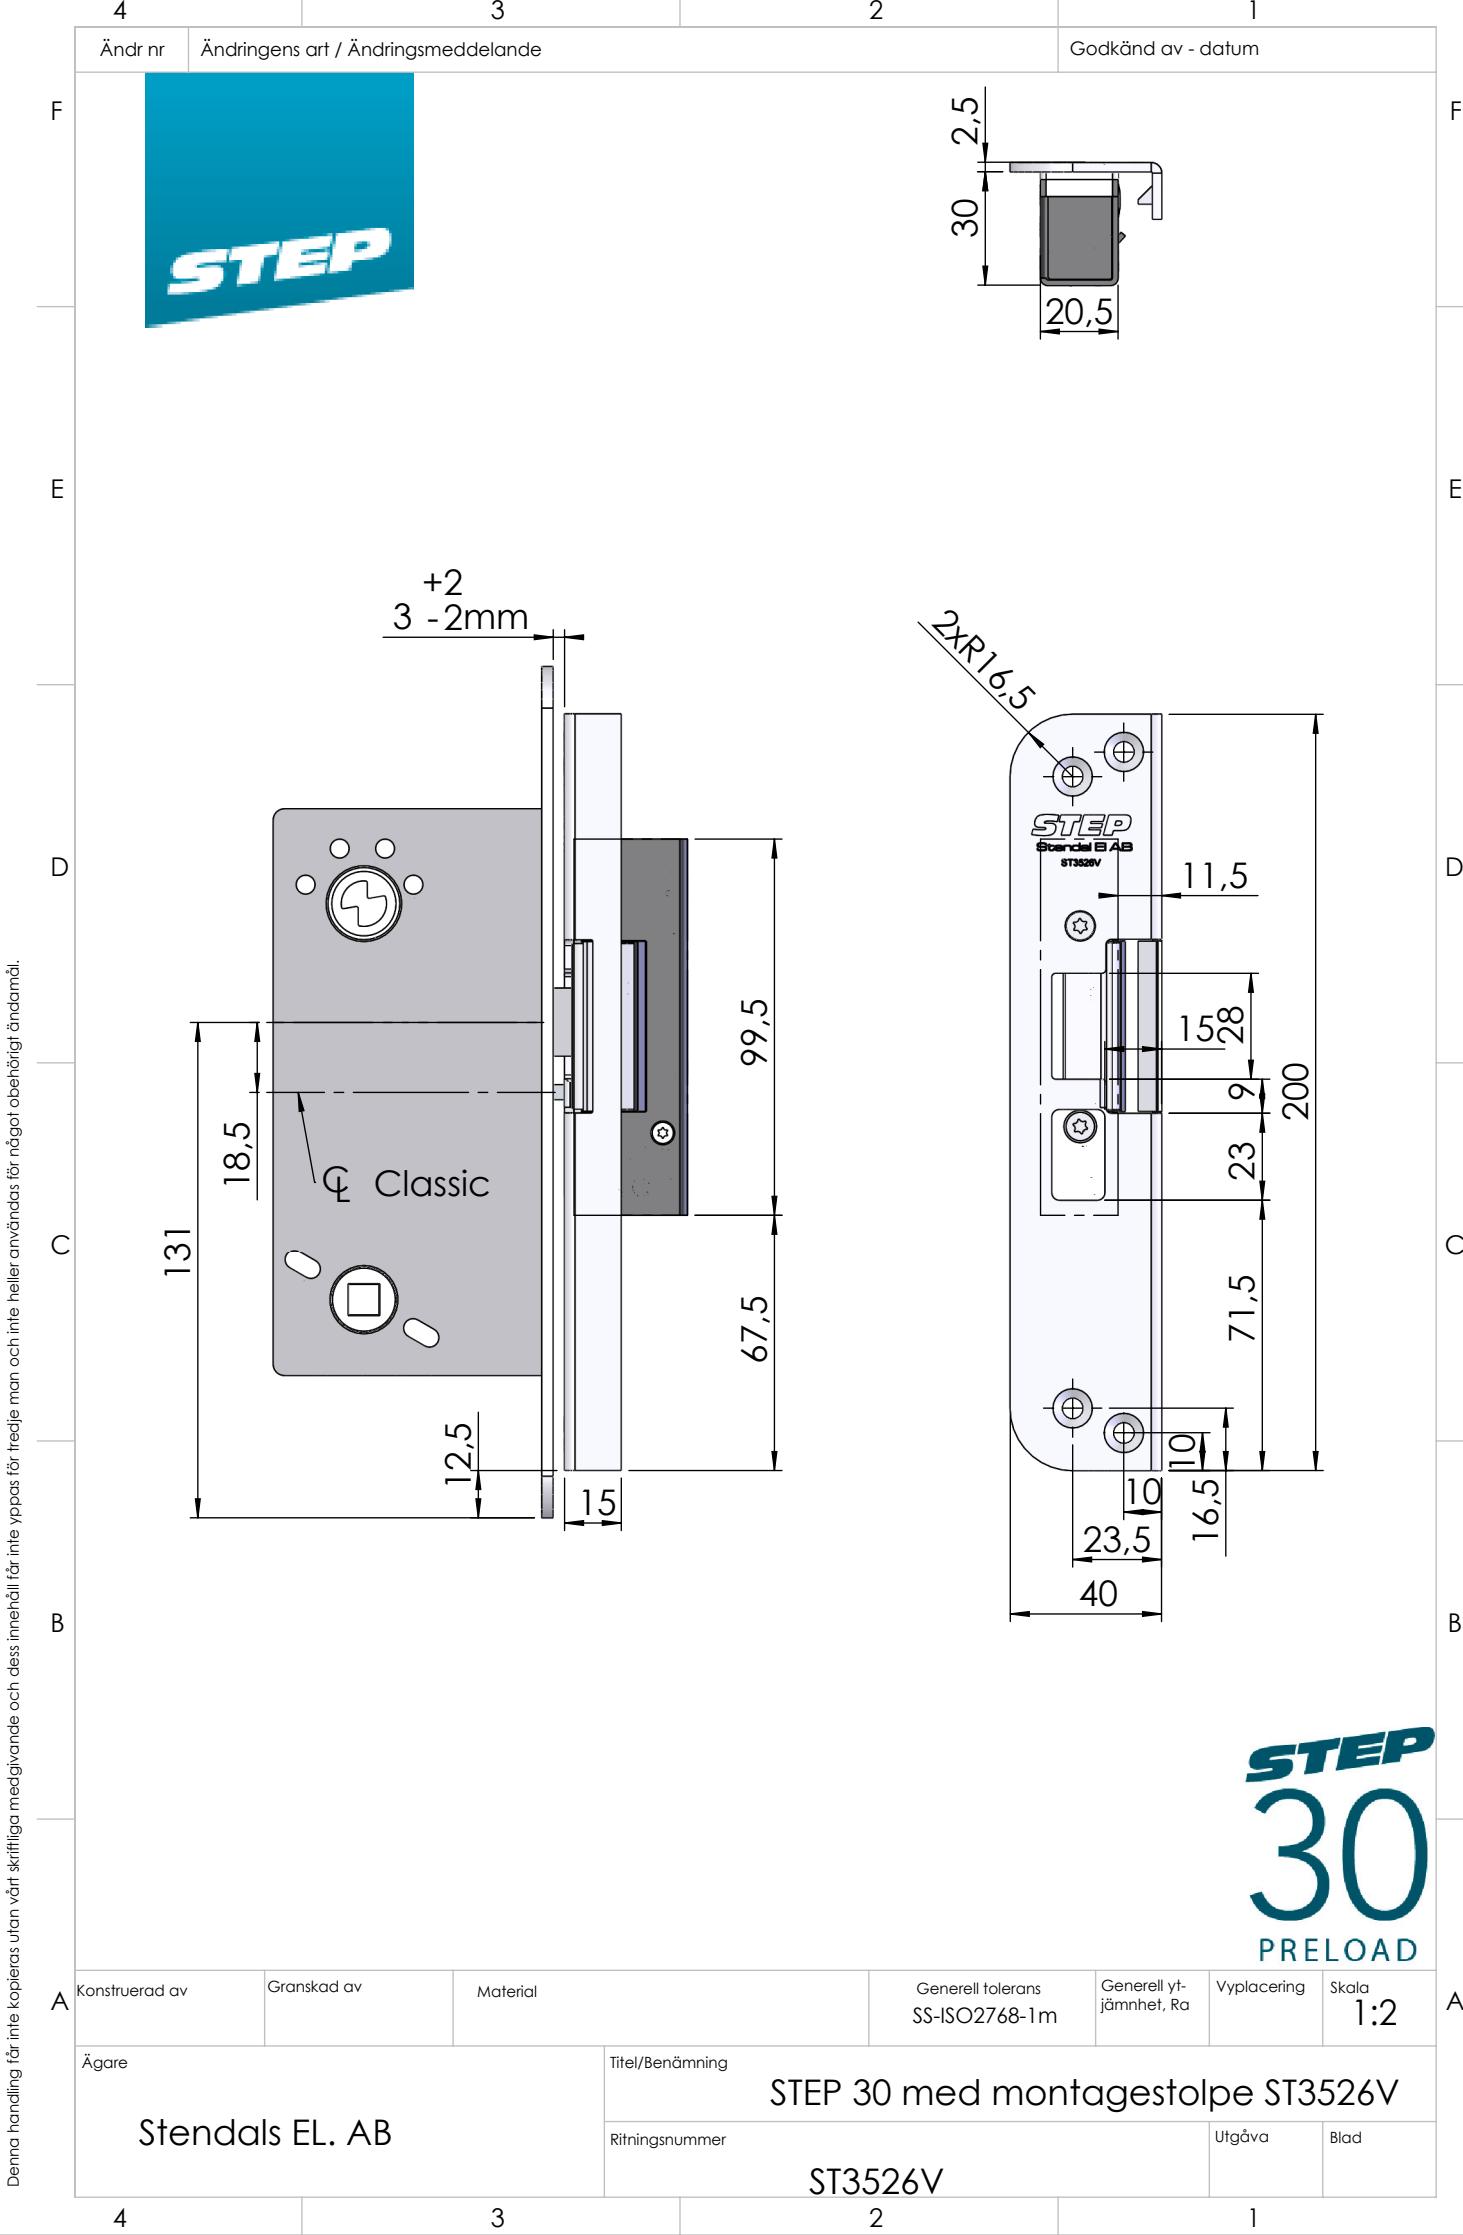 4 3 2 1
Ändr nr Ändringens art / Ändringsmeddelande Godkänd av - datum
F F
STEP
2,5
30
20,5
E E
+2
3 -2mm
2xR16,5
STEP
Stendel El AB
ST3526V
D D
11,5
99,5
28
15
9
200
18,5
CL Classic
23
131
C C
71,5
67,5
12,5
15
10
10
16,5
23,5
40
B B
STEP
30
PRELOAD
A A
Konstruerad av Granskad av Material Generell tolerans Generell yt- Vyplacering Skala
SS-ISO2768-1m jämnhet, Ra 1:2
Ägare Titel/Benämning
STEP 30 med montagestolpe ST3526V
Stendals EL. AB
Ritningsnummer Utgåva Blad
ST3526V
4 3 2 1
Denna handling får inte kopieras utan vårt skriftliga medgivande och dess innehåll får inte yppas för tredje man och inte heller användas för något obehörigt ändamål.